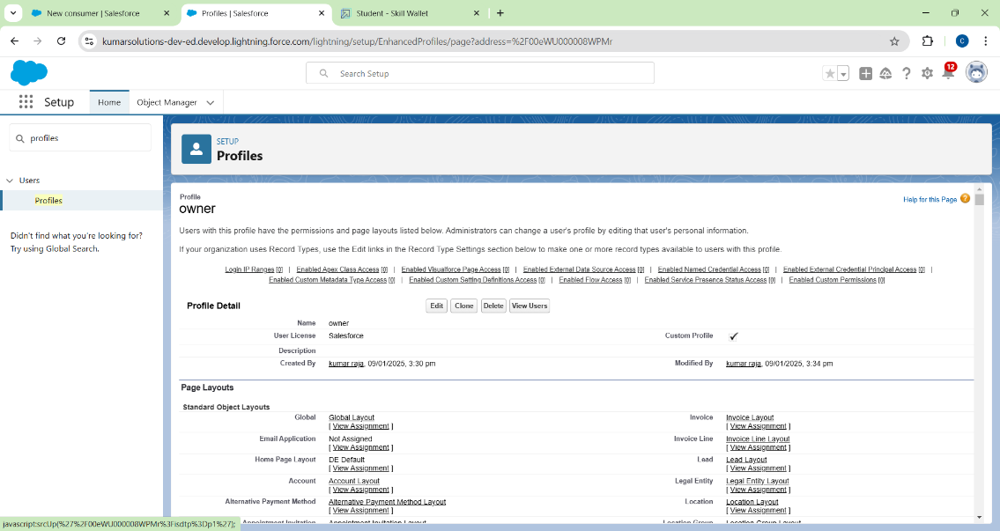 New consumer | Salesforce
Profiles | Salesforce
Student - Skill Wallet
kumarsolutions-dev-ed.develop.lightning.force.com/lightning/setup/EnhancedProfiles/page?address=%2F00eWU000008WPMr
C
Search Setup
12
Setup
Home
Object Manager
profiles
Users
Profiles
Didn't find what you're looking for?
Try using Global Search.
SETUP
Profiles
Profile
owner
Help for this Page
Users with this profile have the permissions and page layouts listed below. Administrators can change a user's profile by editing that user's personal information.
If your organization uses Record Types, use the Edit links in the Record Type Settings section below to make one or more record types available to users with this profile.
Login IP Ranges [0] | Enabled Apex Class Access [0] | Enabled Visualforce Page Access [0] | Enabled External Data Source Access [0] | Enabled Named Credential Access [0] | Enabled External Credential Principal Access [0] |
Enabled Custom Metadata Type Access [0] | Enabled Custom Setting Definitions Access [0] | Enabled Flow Access [0] | Enabled Service Presence Status Access [0] | Enabled Custom Permissions [0]
Profile Detail Edit Clone Delete View Users
Name owner
User License Salesforce Custom Profile
Description
Created By kumar raja, 09/01/2025, 3:30 pm Modified By kumar raja, 09/01/2025, 3:34 pm
Page Layouts
Standard Object Layouts
Global Global Layout Invoice Invoice Layout
[ View Assignment ] [ View Assignment ]
Email Application Not Assigned Invoice Line Invoice Line Layout
[ View Assignment ] [ View Assignment ]
Home Page Layout DE Default Lead Lead Layout
[ View Assignment ] [ View Assignment ]
Account Account Layout Legal Entity Legal Entity Layout
[ View Assignment ] [ View Assignment ]
Alternative Payment Method Alternative Payment Method Layout Location Location Layout
[ View Assignment ] [ View Assignment ]
Appointment Invitation Appointment Invitation Layout Location Group Location Group Layout
javascript:srcUp(%27%2F00eWU000008WPMr%3Fisdtp%3Dp1%27);